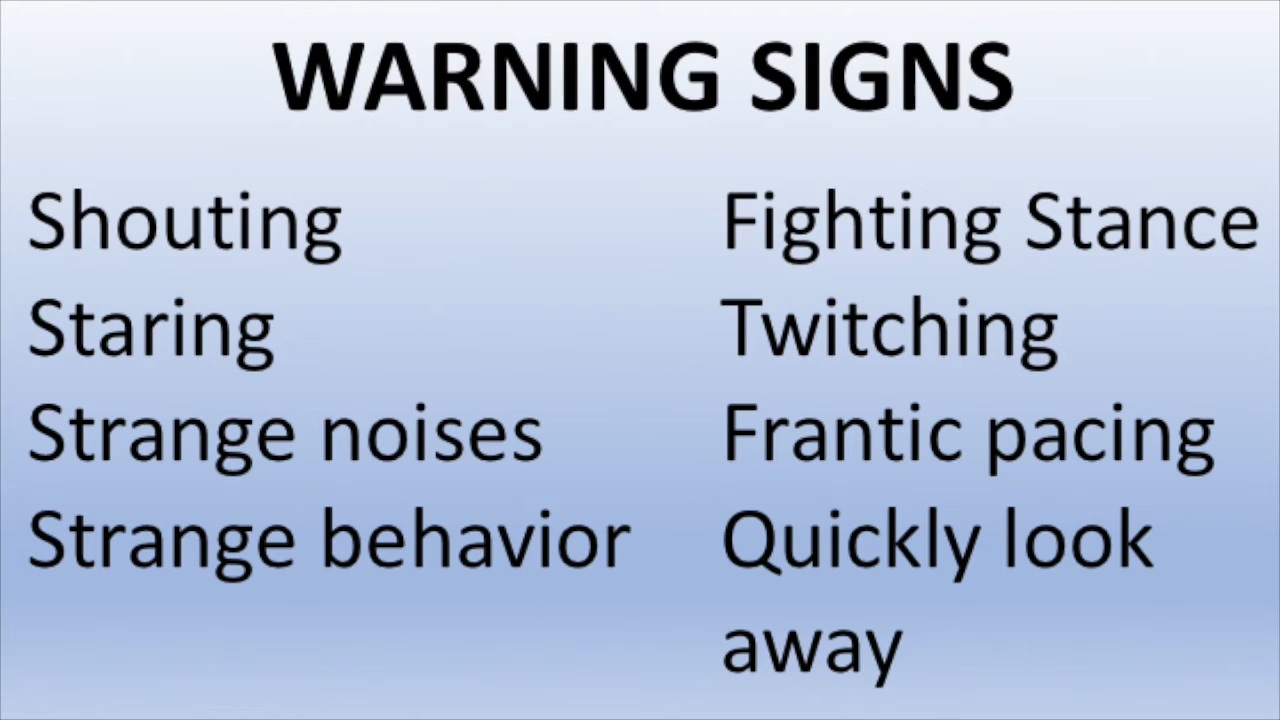 WARNING SIGNS
Shouting
Staring
Strange noises
Strange behavior
Fighting Stance
Twitching
Frantic pacing
Quickly look
away